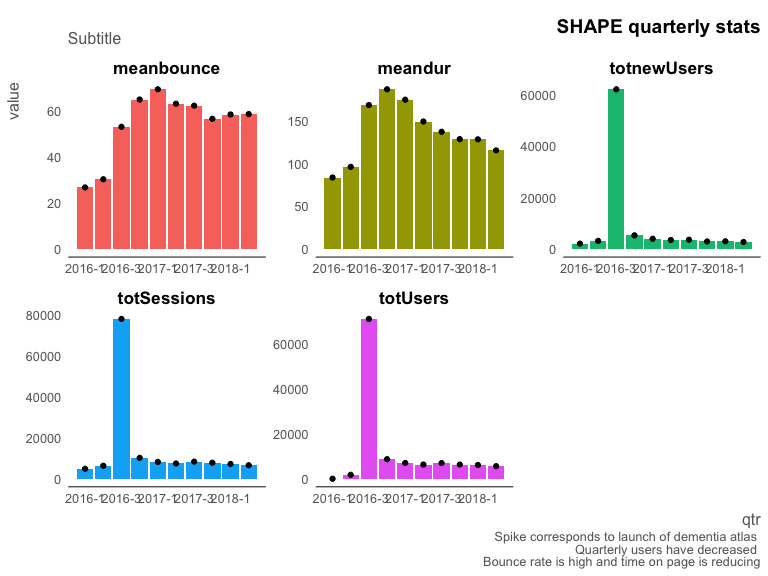 SHAPE quarterly stats
Subtitle
value
meanbounce
60
40
20
0
2016-1 2016-3 2017-1 2017-3 2018-1
meandur
150
100
50
0
2016-1 2016-3 2017-1 2017-3 2018-1
totnewUsers
60000
40000
20000
0
2016-1 2016-3 2017-1 2017-3 2018-1
totSessions
80000
60000
40000
20000
0
2016-1 2016-3 2017-1 2017-3 2018-1
totUsers
60000
40000
20000
0
2016-1 2016-3 2017-1 2017-3 2018-1
qtr
Spike corresponds to launch of dementia atlas
Quarterly users have decreased
Bounce rate is high and time on page is reducing